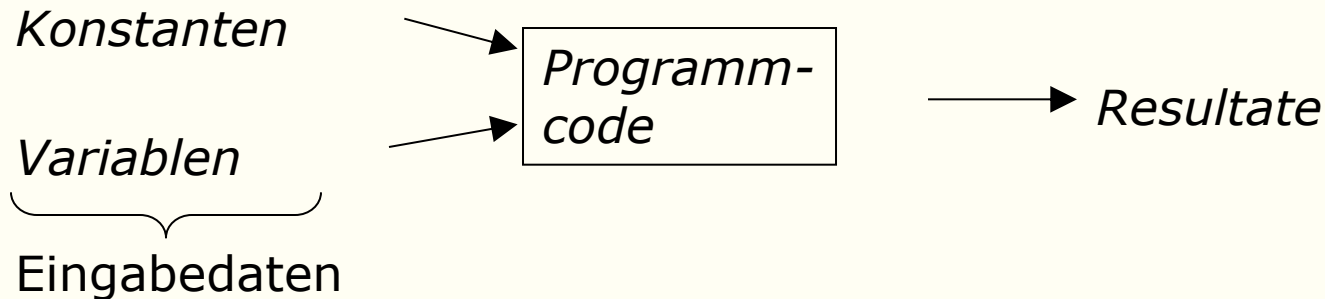 Konstanten
Programm-
code
Resultate
Variablen
Eingabedaten